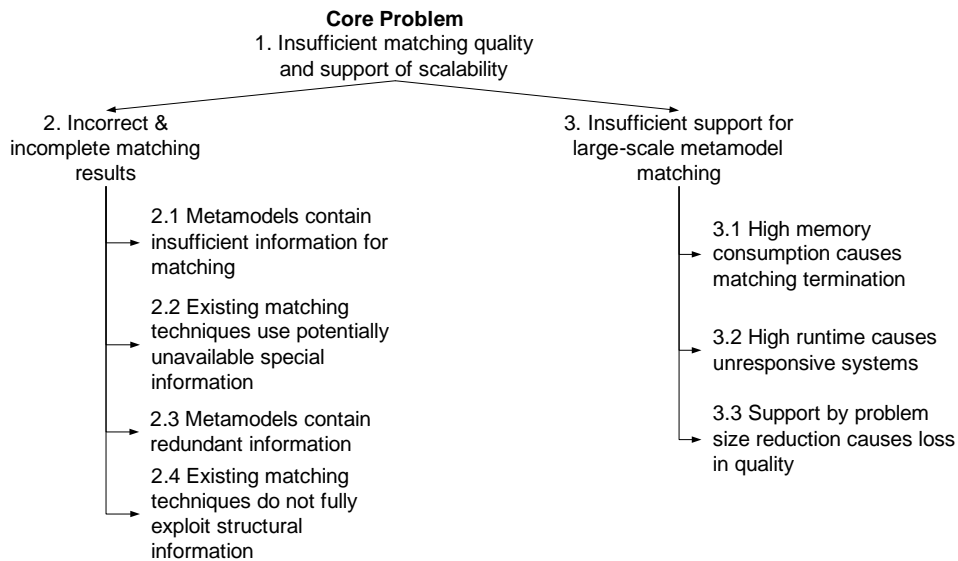 Core Problem
1. Insufficient matching quality
and support of scalability
2. Incorrect &
incomplete matching
results
2.1 Metamodels contain
insufficient information for
matching
2.2 Existing matching
techniques use potentially
unavailable special
information
2.3 Metamodels contain
redundant information
2.4 Existing matching
techniques do not fully
exploit structural
information
3. Insufficient support for
large-scale metamodel
matching
3.1 High memory
consumption causes
matching termination
3.2 High runtime causes
unresponsive systems
3.3 Support by problem
size reduction causes loss
in quality